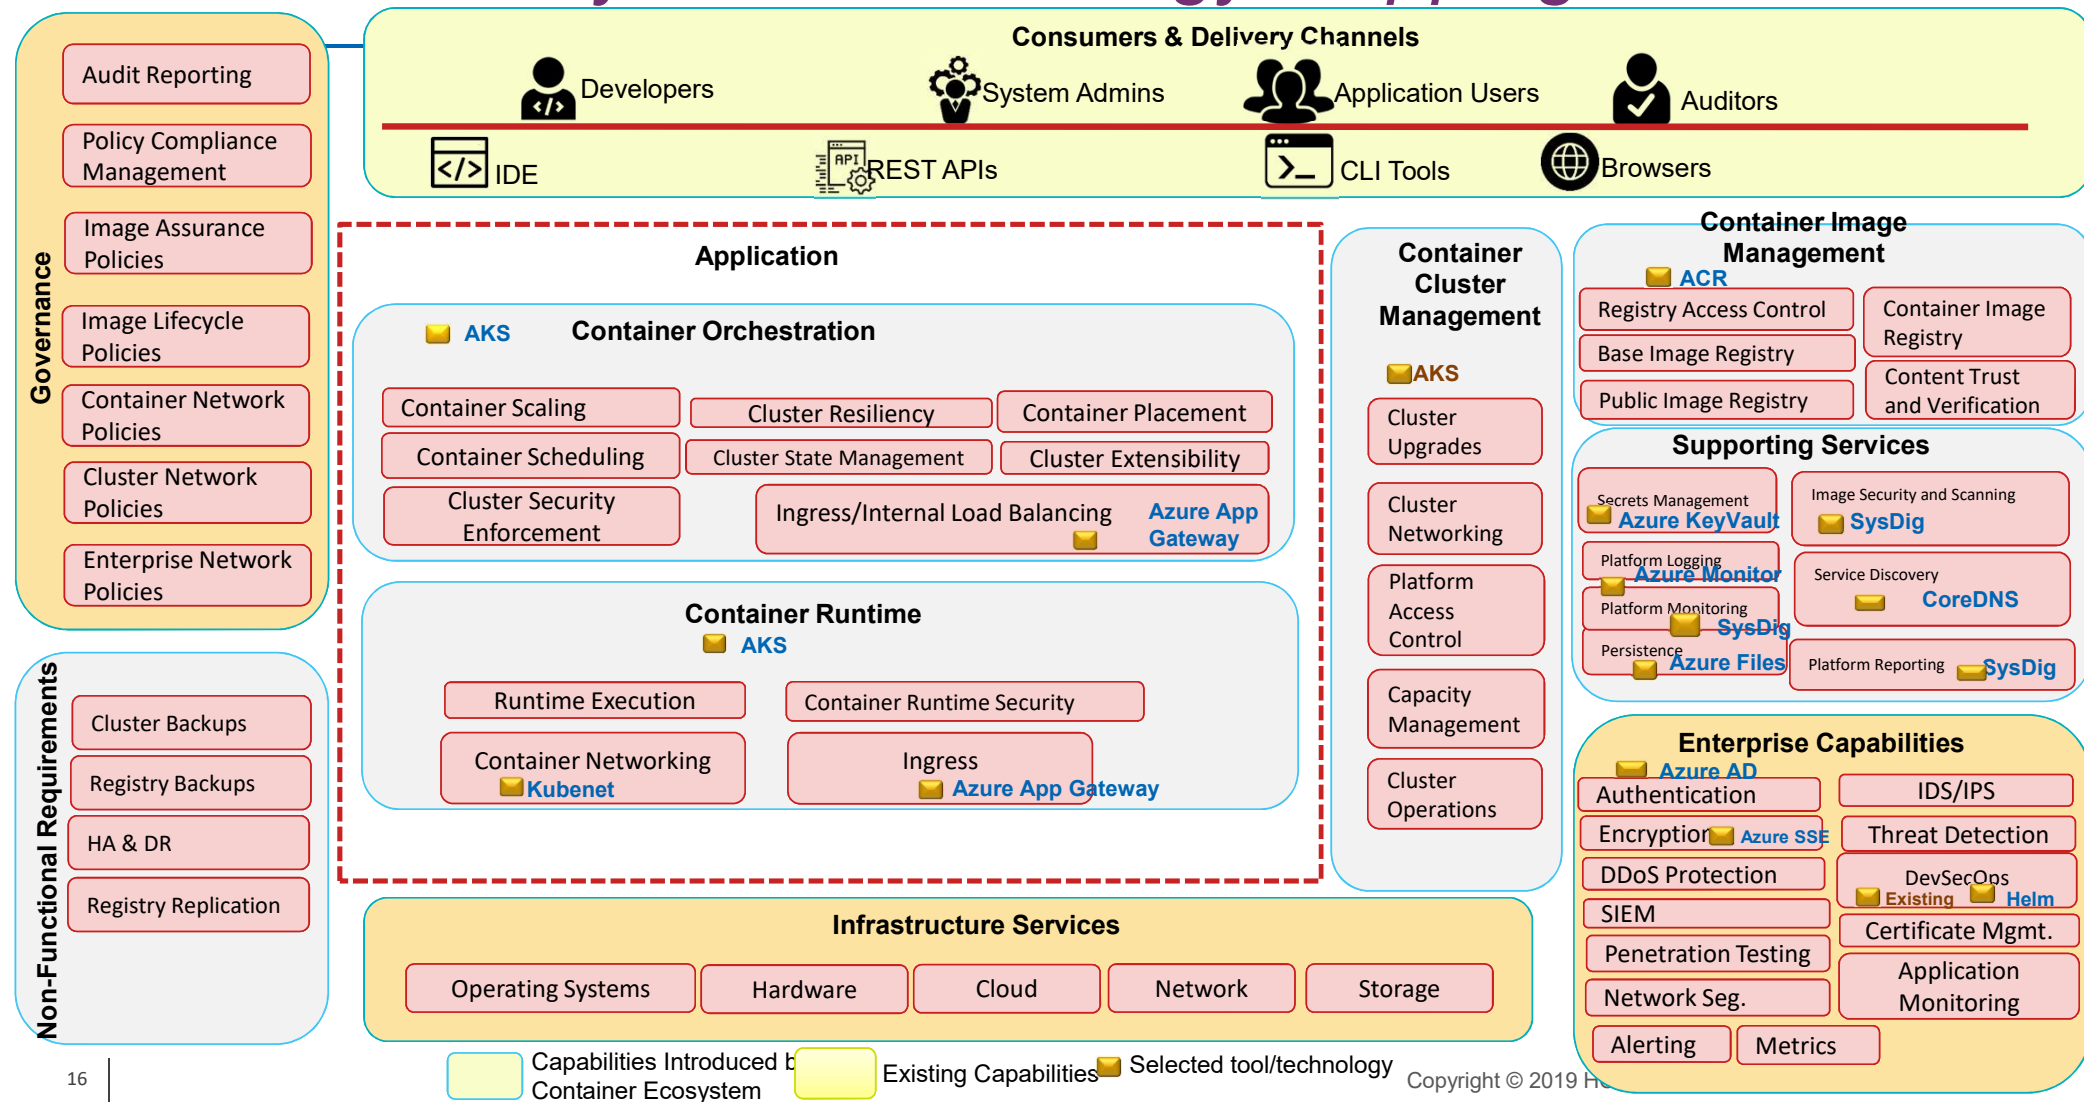 Consumers & Delivery Channels
Developers
System Admins
Application Users
Auditors
IDE
REST APIs
CLI Tools
Browsers
Governance
Audit Reporting
Policy Compliance
Management
Image Assurance
Policies
Image Lifecycle
Policies
Container Network
Policies
Cluster Network
Policies
Enterprise Network
Policies
Non-Functional Requirements
Cluster Backups
Registry Backups
HA & DR
Registry Replication
Application
AKS
Container Orchestration
Container Scaling
Cluster Resiliency
Container Placement
Container Scheduling
Cluster State Management
Cluster Extensibility
Cluster Security
Enforcement
Ingress/Internal Load Balancing
Azure App
Gateway
Container Runtime
AKS
Runtime Execution
Container Runtime Security
Container Networking
Kubenet
Ingress
Azure App Gateway
Container
Cluster
Management
AKS
Cluster
Upgrades
Cluster
Networking
Platform
Access
Control
Capacity
Management
Cluster
Operations
Container Image
Management
ACR
Registry Access Control
Container Image
Registry
Base Image Registry
Public Image Registry
Content Trust
and Verification
Supporting Services
Secrets Management
Azure KeyVault
Image Security and Scanning
SysDig
Platform Logging
Azure Monitor
Service Discovery
CoreDNS
Platform Monitoring
SysDig
Persistence
Azure Files
Platform Reporting
SysDig
Enterprise Capabilities
Azure AD
Authentication
IDS/IPS
Encryption
Azure SSE
Threat Detection
DDoS Protection
DevSecOps
Existing
Helm
SIEM
Certificate Mgmt.
Penetration Testing
Application
Monitoring
Network Seg.
Alerting
Metrics
Infrastructure Services
Operating Systems
Hardware
Cloud
Network
Storage
Capabilities Introduced
Container Ecosystem
Existing Capabilities
Selected tool/technology
Copyright © 2019
16